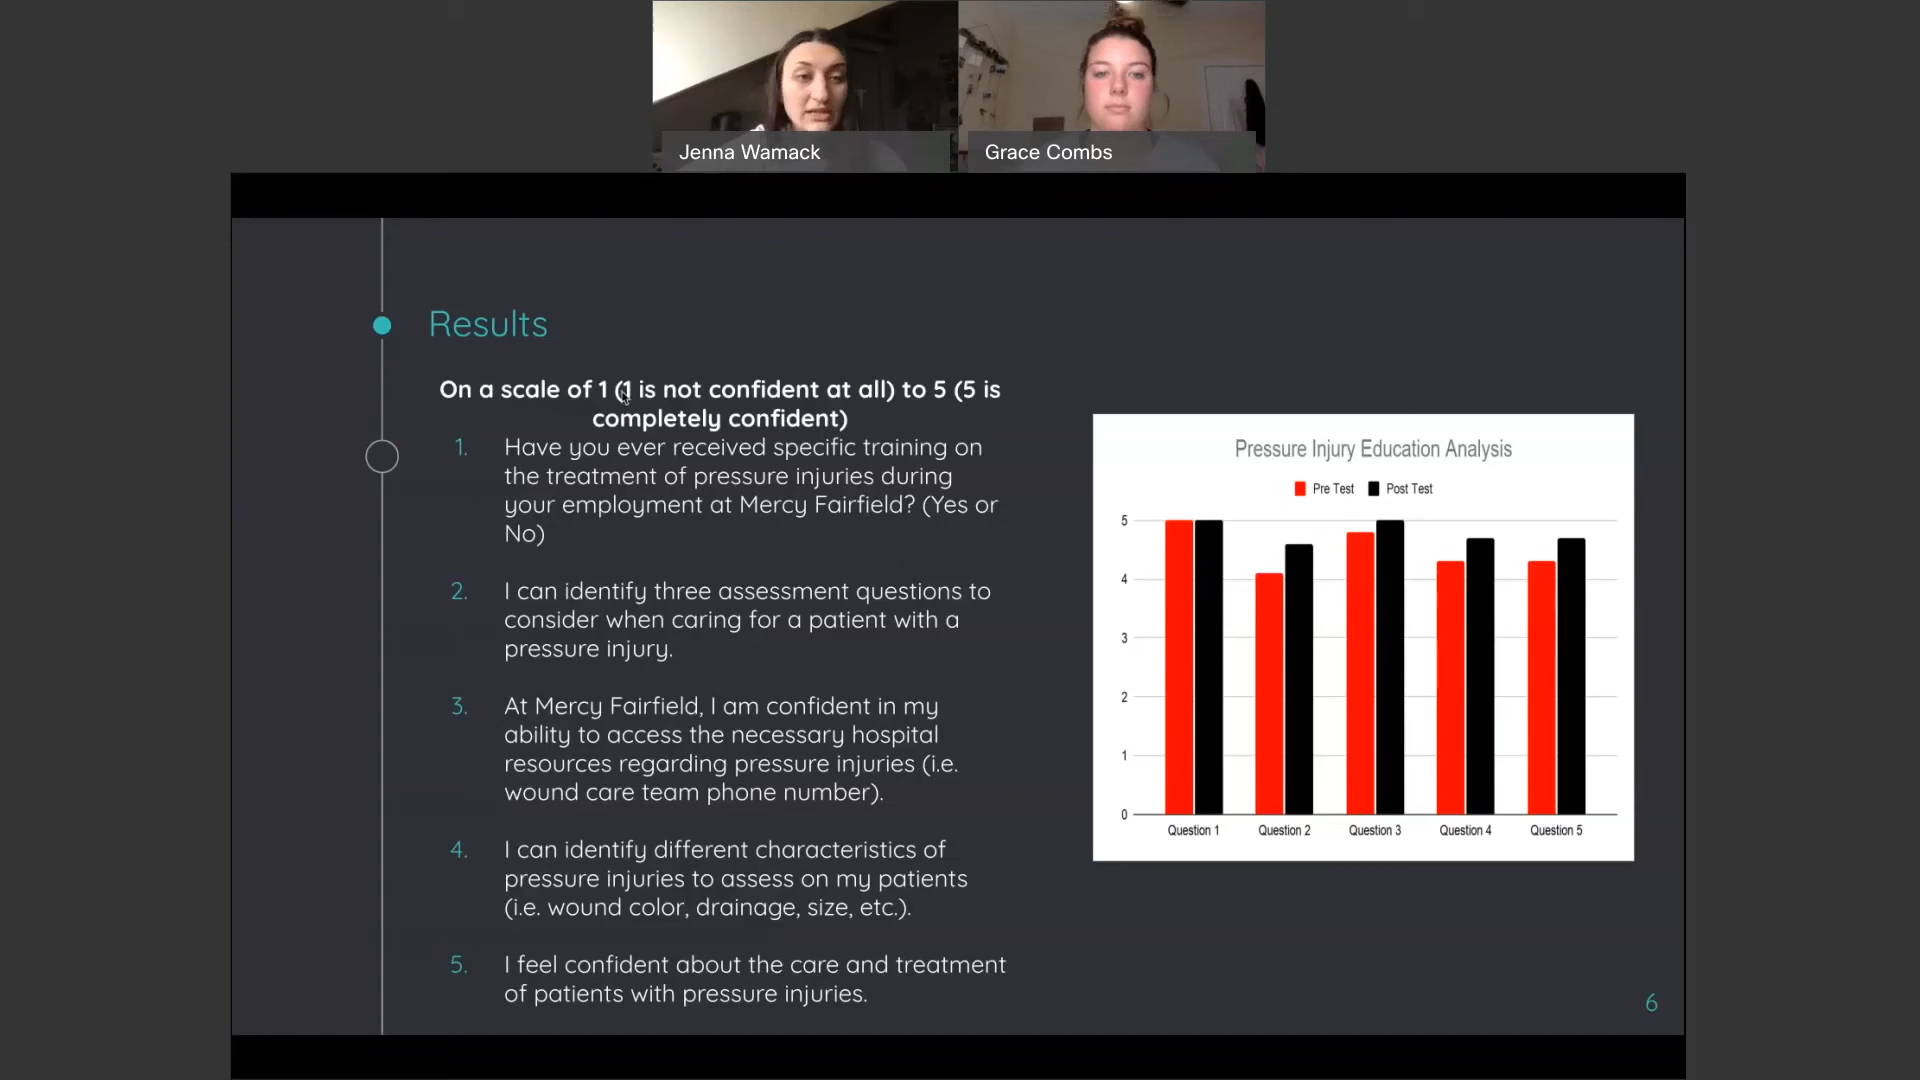 Jenna Wamack
Grace Combs
Results
On a scale of 1 (1 is not confident at all) to 5 (5 is
completely confident)
1. Have you ever received specific training on
the treatment of pressure injuries during
your employment at Mercy Fairfield? (Yes or
No)
2. I can identify three assessment questions to
consider when caring for a patient with a
pressure injury.
3. At Mercy Fairfield, I am confident in my
ability to access the necessary hospital
resources regarding pressure injuries (i.e.
wound care team phone number).
4. I can identify different characteristics of
pressure injuries to assess on my patients
(i.e. wound color, drainage, size, etc.).
5. I feel confident about the care and treatment
of patients with pressure injuries.
Pressure Injury Education Analysis
Pre Test Post Test
5
4
3
2
1
0
Question 1 Question 2 Question 3 Question 4 Question 5
6